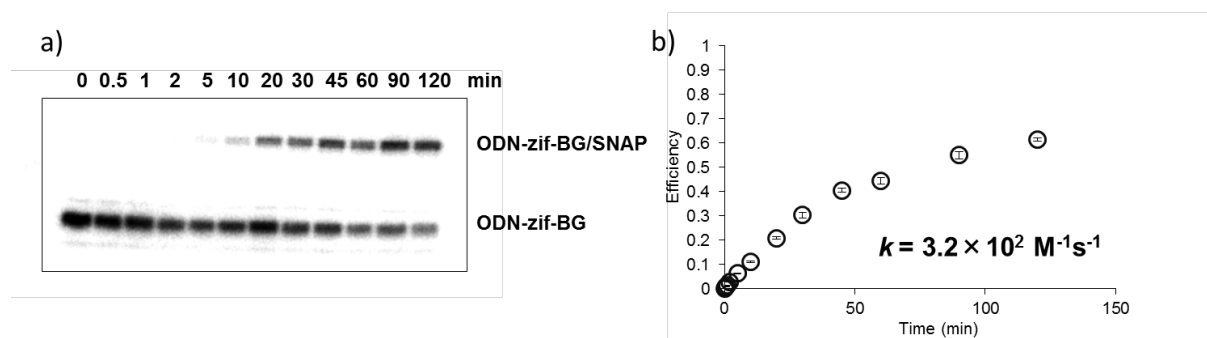 a)
0 0.5 1 2 5 10 20 30 45 60 90 120 min
ODN-zif-BG/SNAP
ODN-zif-BG
b)
1
0.9
0.8
0.7
0.6
0.5
0.4
0.3
0.2
0.1
0
Efficiency
k = 3.2 × 10² M⁻¹s⁻¹
0 50 100 150
Time (min)